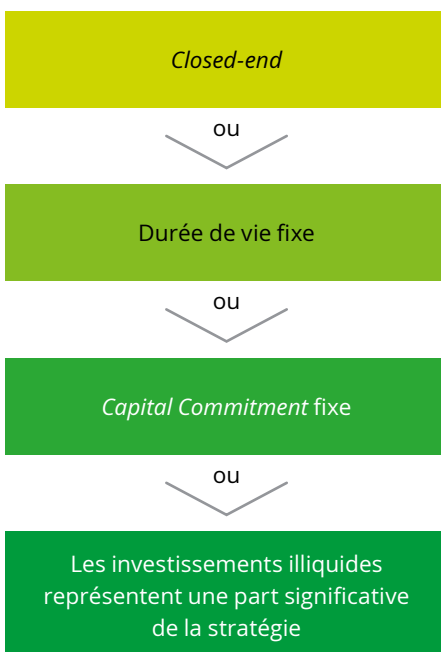 Closed-end
ou
Durée de vie fixe
ou
Capital Commitment fixe
ou
Les investissements illiquides
représentent une part significative
de la stratégie